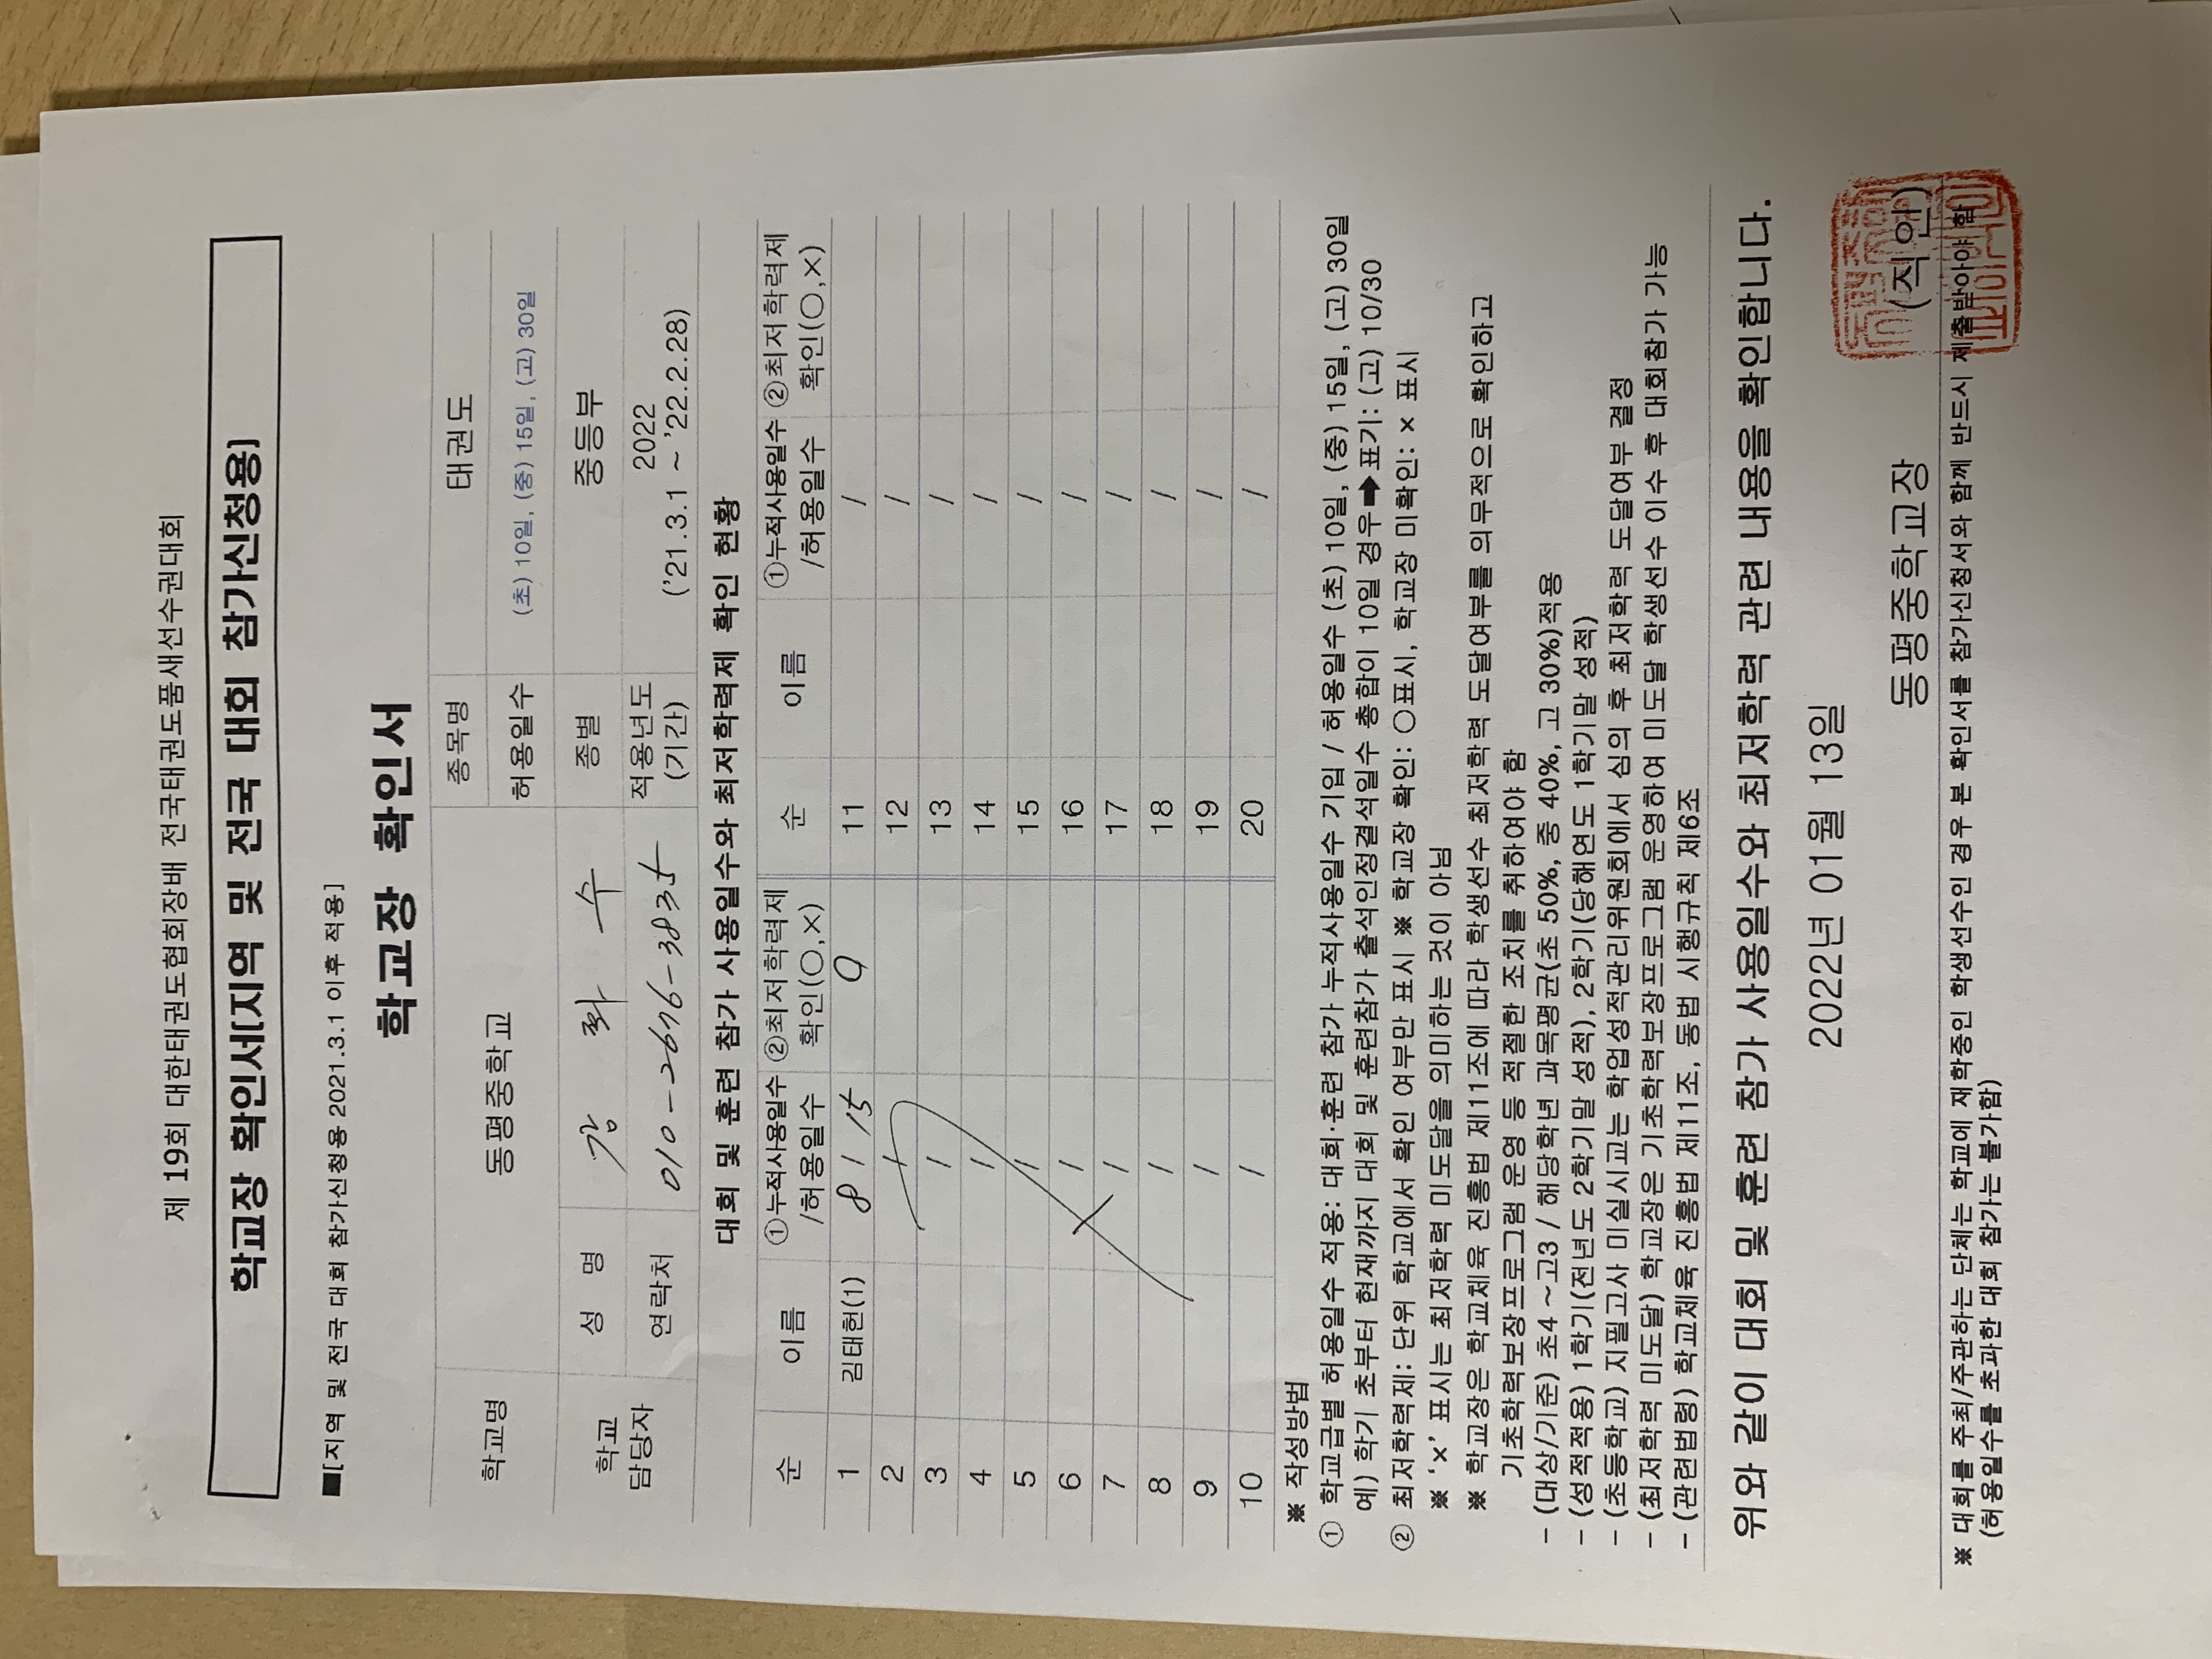 제 19회 대한태권도협회장배 전국태권도품새선수권대회
학교장 확인서[지역 및 전국 대회 참가신청용]
■[지역 및 전국 대회 참가신청용 2021.3.1 이후 적용]
학교장 확인서
학교명 동평중학교 종목명 태권도
허용일수 (초) 10일, (중) 15일, (고) 30일
학교 담당자 성 명 강 수 종별 중등부
연락처 010-2676-3835 적용년도 (기간) 2022 ('21.3.1 ~ '22.2.28)
대회 및 훈련 참가 사용일수와 최저학력제 확인 현황
순 이름 ①누적사용일수 /허용일수 ②최저학력제 확인(○,×) 순 이름 ①누적사용일수 /허용일수 ②최저학력제 확인(○,×)
1 김태헌(1) 8 / 15 O 11 /
2 / 12 /
3 / 13 /
4 / 14 /
5 / 15 /
6 / 16 /
7 / 17 /
8 / 18 /
9 / 19 /
10 / 20 /
※ 작성방법
① 학교급별 허용일수 적용: 대회·훈련 참가 누적사용일수 기입 / 허용일수 (초) 10일, (중) 15일, (고) 30일
예) 학기 초부터 현재까지 대회 및 훈련참가 출석인정결석일수 총합이 10일 경우➡표기: (고) 10/30
② 최저학력제: 단위 학교에서 확인 여부만 표시 ※ 학교장 확인: ○표시, 학교장 미확인: × 표시
※ '×' 표시는 최저학력 미도달을 의미하는 것이 아님
※ 학교장은 학교체육 진흥법 제11조에 따라 학생선수 최저학력 도달여부를 의무적으로 확인하고
기초학력보장프로그램 운영 등 적절한 조치를 취하여야 함
- (대상/기준) 초4 ~ 고3 / 해당학년 과목평균(초 50%, 중 40%, 고 30%)적용
- (성적적용) 1학기(전년도 2학기말 성적), 2학기(당해연도 1학기말 성적)
- (초등학교) 지필고사 미실시교는 학업성적관리위원회에서 심의 후 최저학력 도달여부 결정
- (최저학력 미도달) 학교장은 기초학력보장프로그램 운영하여 미도달 학생선수 이수 후 대회참가 가능
- (관련법령) 학교체육 진흥법 제11조, 동법 시행규칙 제6조
위와 같이 대회 및 훈련 참가 사용일수와 최저학력 관련 내용을 확인합니다.
2022년 01월 13일
동평중학교장 (직인)
※ 대회를 주최/주관하는 단체는 학교에 재학중인 학생선수인 경우 본 확인서를 참가신청서와 함께 반드시 제출받아야 함
(허용일수를 초과한 대회 참가는 불가함)